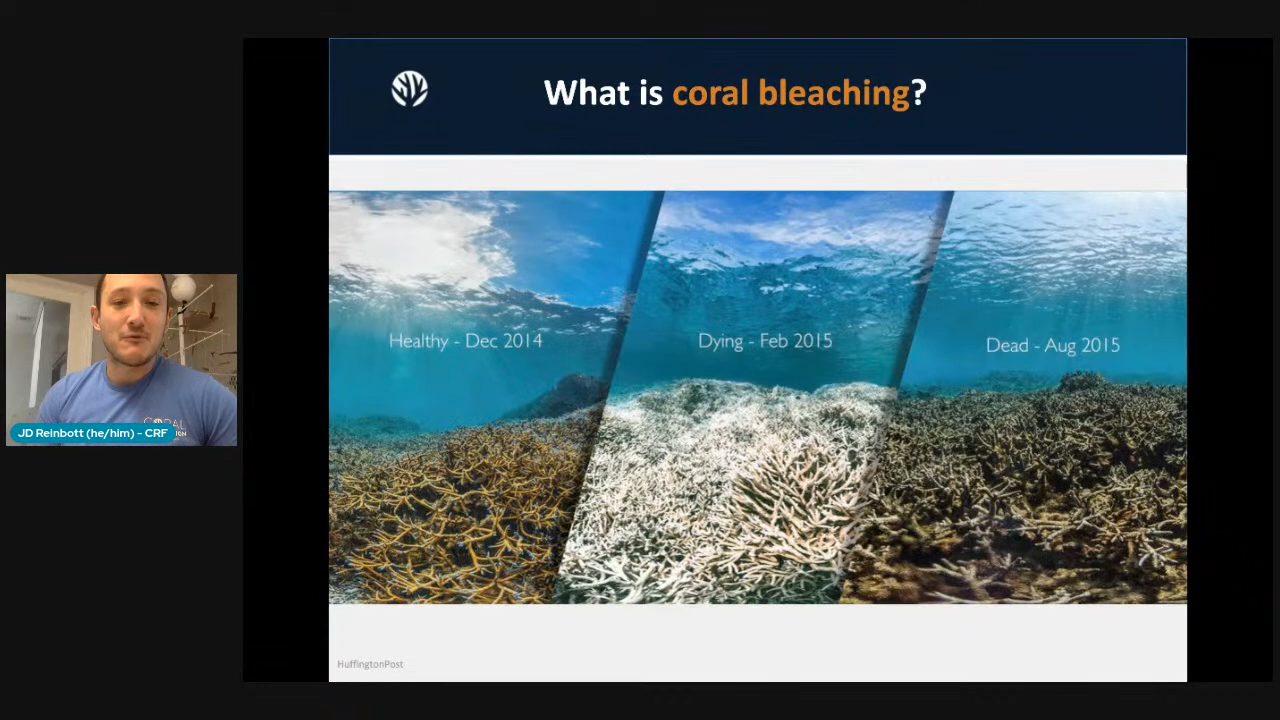 What is coral bleaching?
Healthy - Dec 2014
Dying - Feb 2015
Dead - Aug 2015
JD Reinbott (he/him) - CRF
HuffingtonPost